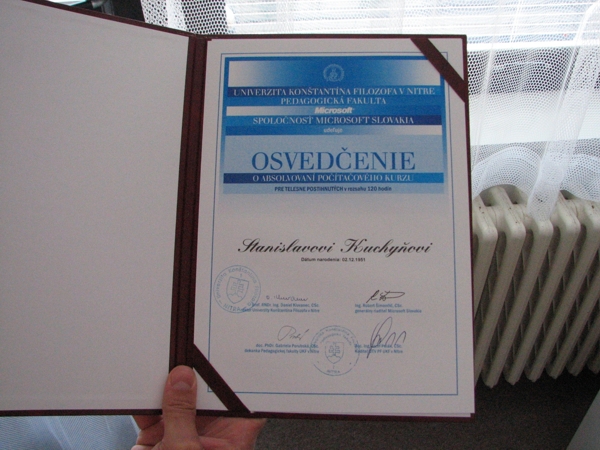 UNIVERZITA KONŠTANTÍNA FILOZOFA V NITRE
PEDAGOGICKÁ FAKULTA
Microsoft
SPOLOČNOSŤ MICROSOFT SLOVAKIA
udeľujú
OSVEDČENIE
O ABSOLVOVANÍ POČÍTAČOVÉHO KURZU
PRE TELESNE POSTIHNUTÝCH v rozsahu 120 hodín
Stanislavovi Kuchyňovi
Dátum narodenia: 02.12.1991